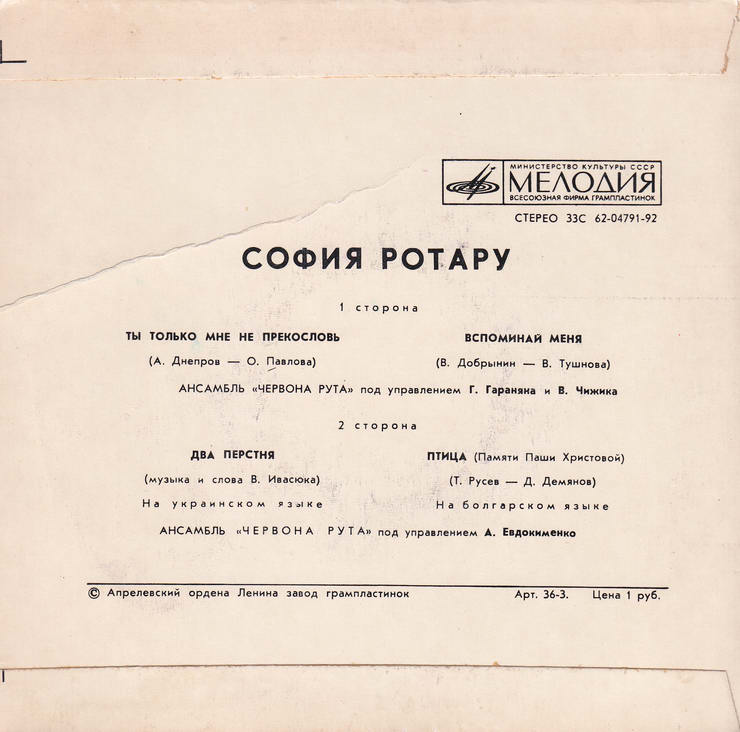 МИНИСТЕРСТВО КУЛЬТУРЫ СССР
МЕЛОДИЯ
ВСЕСОЮЗНАЯ ФИРМА ГРАМПЛАСТИНОК
СТЕРЕО 33С 62-04791-92
СОФИЯ РОТАРУ
1 сторона
ТЫ ТОЛЬКО МНЕ НЕ ПРЕКОСЛОВЬ ВСПОМИНАЙ МЕНЯ
(А. Днепров — О. Павлова) (В. Добрынин — В. Тушнова)
АНСАМБЛЬ «ЧЕРВОНА РУТА» под управлением Г. Гараняна и В. Чижика
2 сторона
ДВА ПЕРСТНЯ ПТИЦА (Памяти Паши Христовой)
(музыка и слова В. Ивасюка) (Т. Русев — Д. Демянов)
На украинском языке На болгарском языке
АНСАМБЛЬ «ЧЕРВОНА РУТА» под управлением А. Евдокименко
© Апрелевский ордена Ленина завод грампластинок Арт. 36-3. Цена 1 руб.